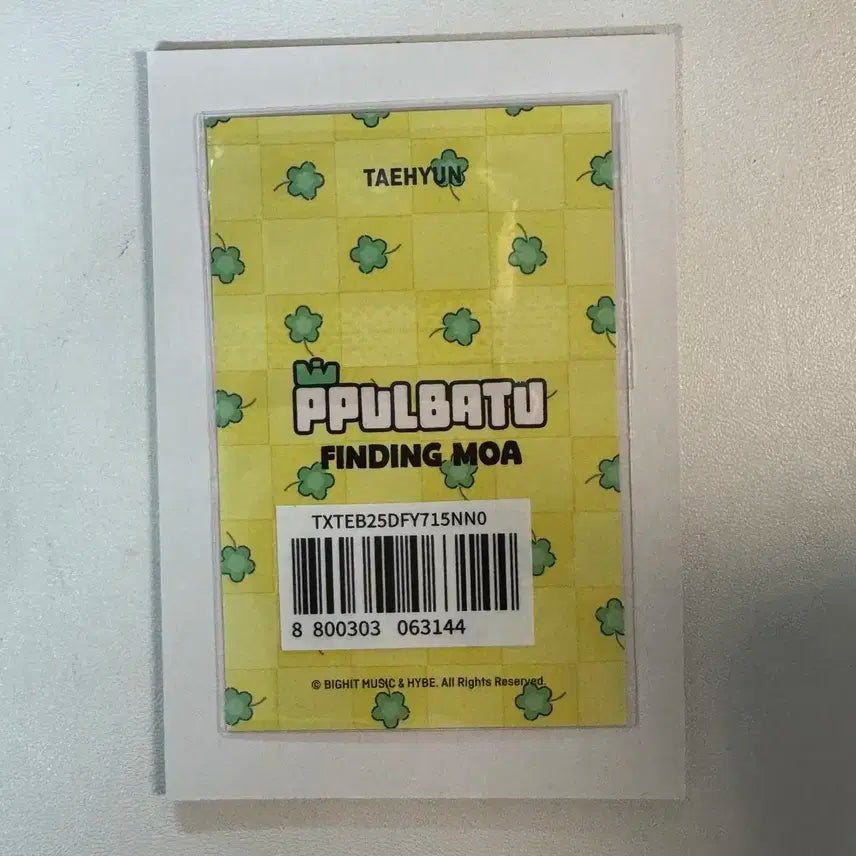 TAEHYUN
PPULBATU
FINDING MOA
TXTEB25DFY715NN0
8 800303 063144
© BIGHIT MUSIC & HYBE. All Rights Reserved.